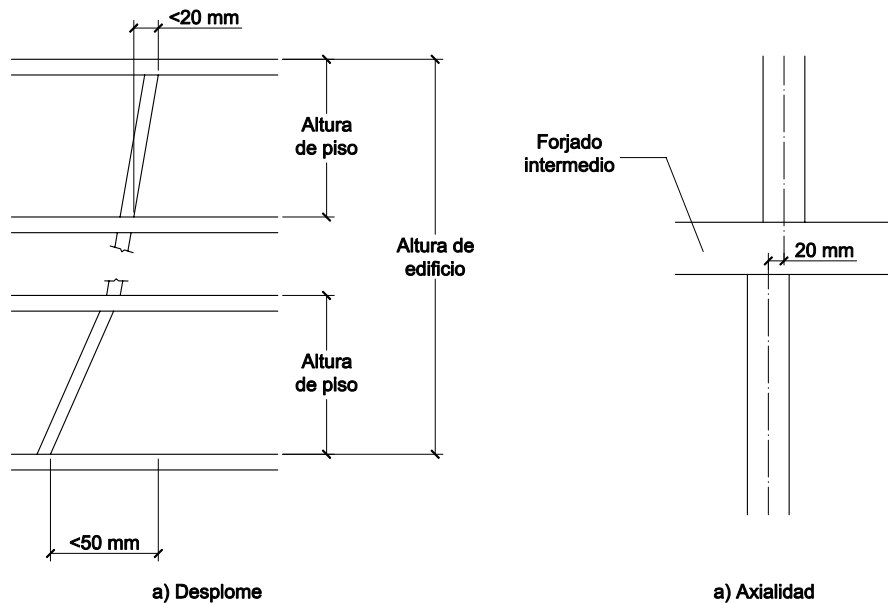 <20 mm
Altura
de piso
Altura de
edificio
Altura
de piso
<50 mm
a) Desplome
Forjado
intermedio
20 mm
a) Axialidad